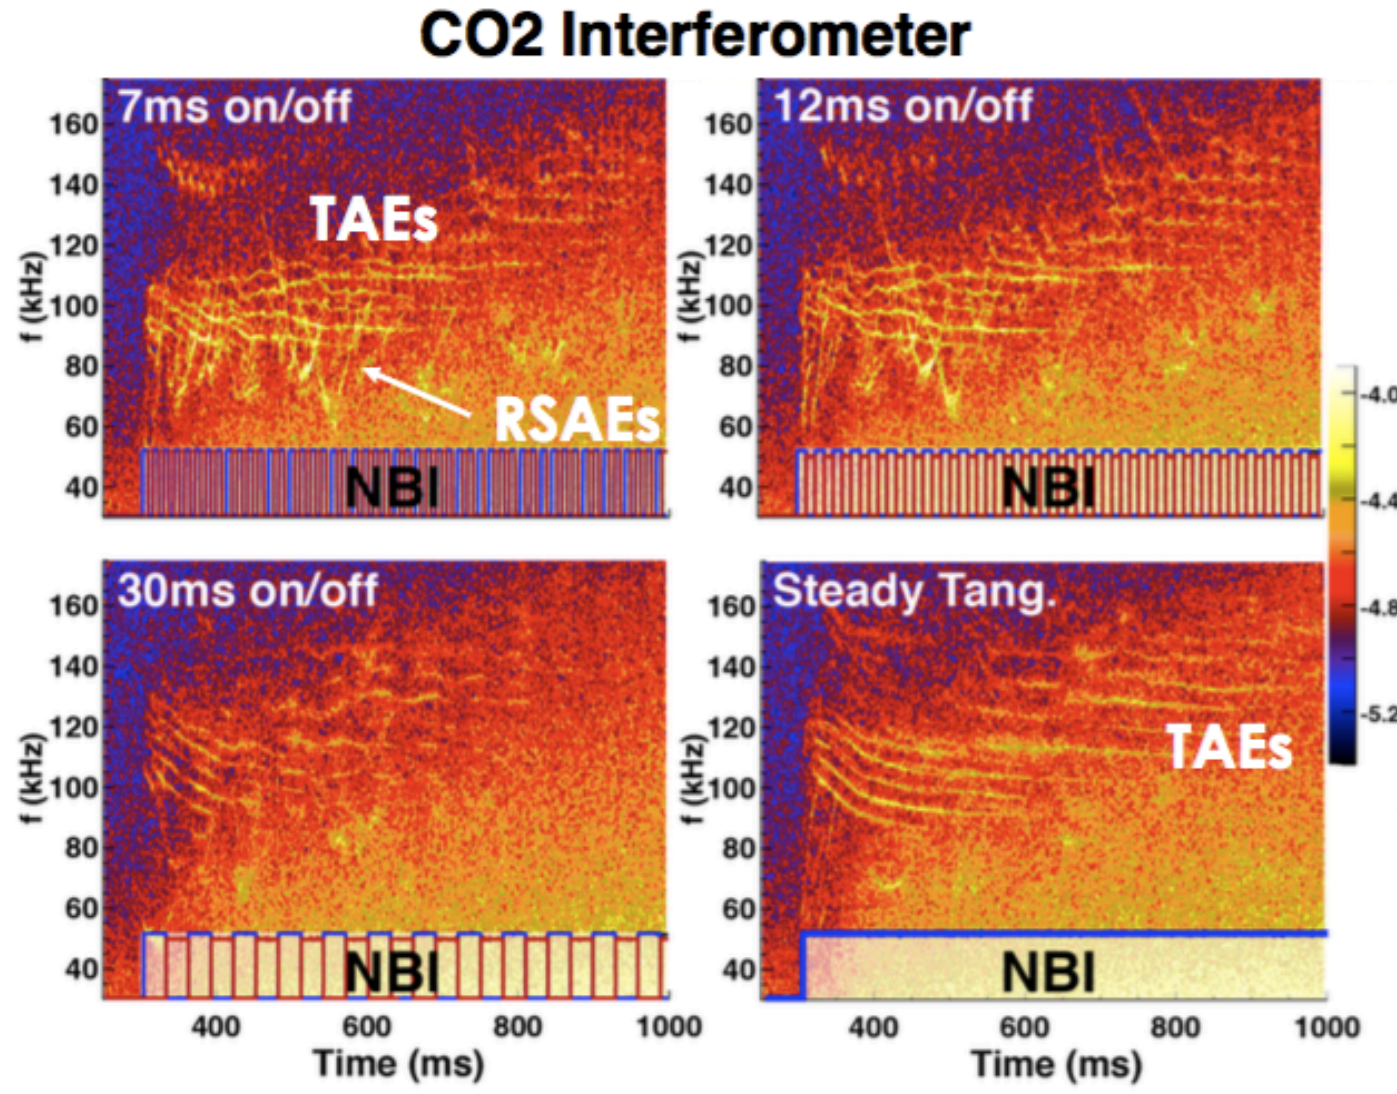 CO2 Interferometer
7ms on/off
TAEs
RSAEs
NBI
f (kHz)
160
140
120
100
80
60
40
12ms on/off
NBI
f (kHz)
160
140
120
100
80
60
40
-4.0
-4.4
-4.8
-5.2
30ms on/off
NBI
f (kHz)
160
140
120
100
80
60
40
400 600 800 1000
Time (ms)
Steady Tang.
TAEs
NBI
f (kHz)
160
140
120
100
80
60
40
400 600 800 1000
Time (ms)